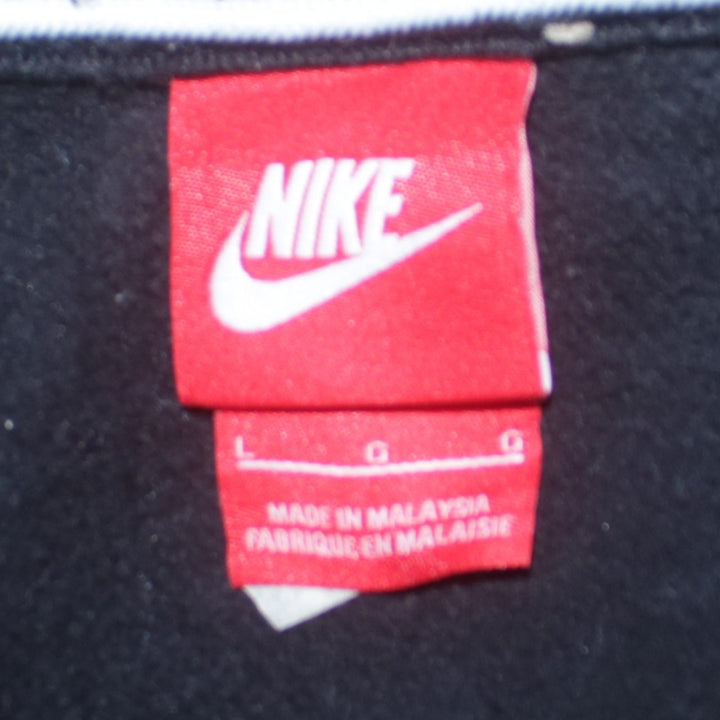 NIKE
L G G
MADE IN MALAYSIA
FABRIQUE EN MALAISIE